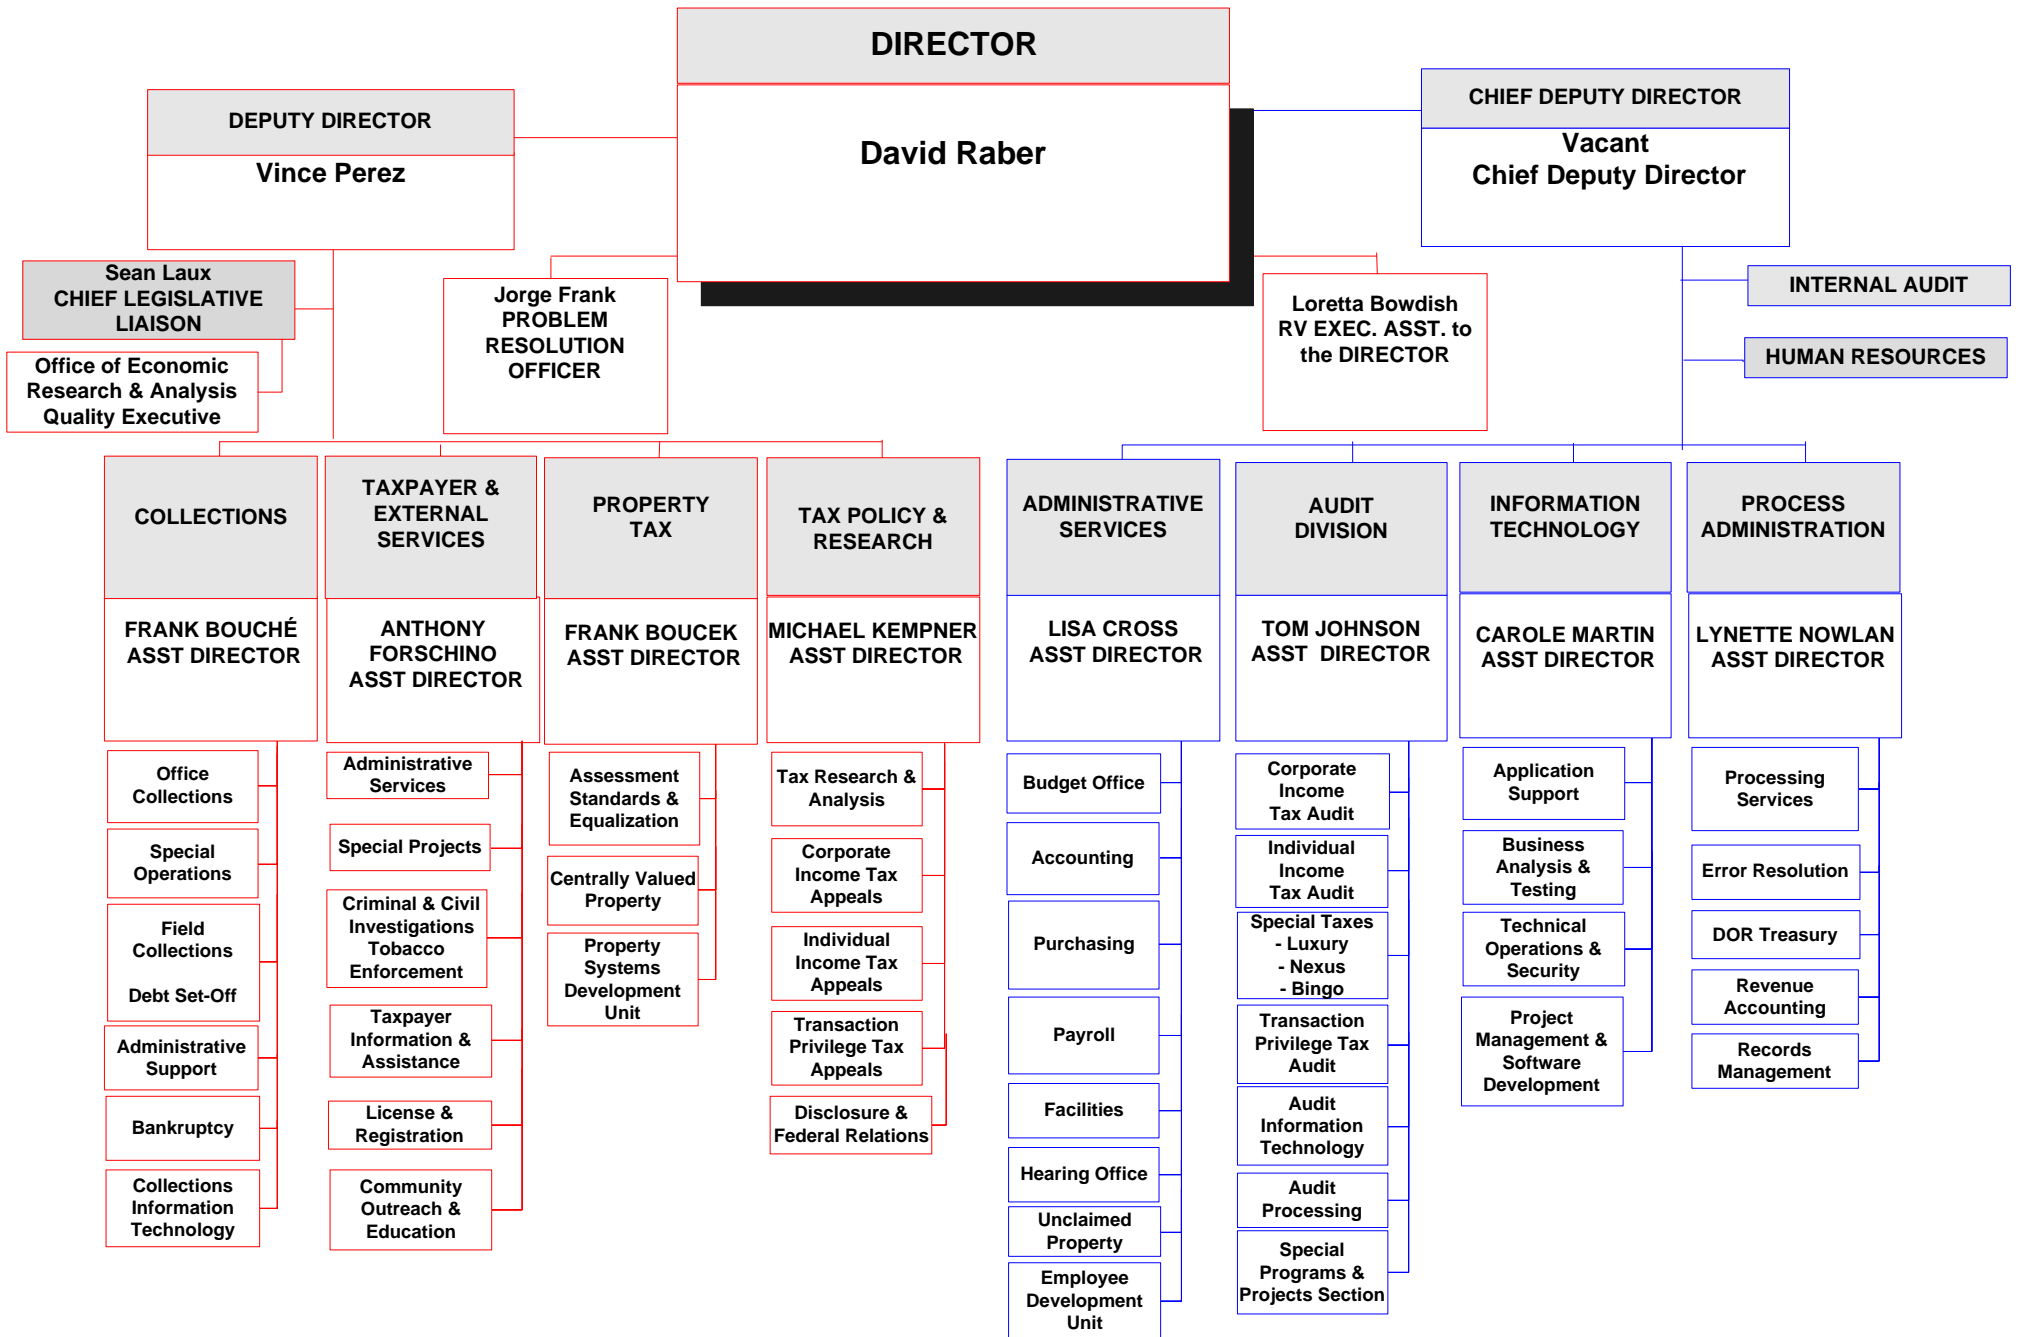 DIRECTOR
David Raber
DEPUTY DIRECTOR
Vince Perez
CHIEF DEPUTY DIRECTOR
Vacant
Chief Deputy Director
Sean Laux
CHIEF LEGISLATIVE
LIAISON
Office of Economic
Research & Analysis
Quality Executive
Jorge Frank
PROBLEM
RESOLUTION
OFFICER
Loretta Bowdish
RV EXEC. ASST. to
the DIRECTOR
INTERNAL AUDIT
HUMAN RESOURCES
COLLECTIONS
FRANK BOUCHÉ
ASST DIRECTOR
Office
Collections
Special
Operations
Field
Collections
Debt Set-Off
Administrative
Support
Bankruptcy
Collections
Information
Technology
TAXPAYER &
EXTERNAL
SERVICES
ANTHONY
FORSCHINO
ASST DIRECTOR
Administrative
Services
Special Projects
Criminal & Civil
Investigations
Tobacco
Enforcement
Taxpayer
Information &
Assistance
License &
Registration
Community
Outreach &
Education
PROPERTY
TAX
FRANK BOUCEK
ASST DIRECTOR
Assessment
Standards &
Equalization
Centrally Valued
Property
Property
Systems
Development
Unit
TAX POLICY &
RESEARCH
MICHAEL KEMPNER
ASST DIRECTOR
Tax Research &
Analysis
Corporate
Income Tax
Appeals
Individual
Income Tax
Appeals
Transaction
Privilege Tax
Appeals
Disclosure &
Federal Relations
ADMINISTRATIVE
SERVICES
LISA CROSS
ASST DIRECTOR
Budget Office
Accounting
Purchasing
Payroll
Facilities
Hearing Office
Unclaimed
Property
Employee
Development
Unit
AUDIT
DIVISION
TOM JOHNSON
ASST DIRECTOR
Corporate
Income
Tax Audit
Individual
Income
Tax Audit
Special Taxes
- Luxury
- Nexus
- Bingo
Transaction
Privilege Tax
Audit
Audit
Information
Technology
Audit
Processing
Special
Programs &
Projects Section
INFORMATION
TECHNOLOGY
CAROLE MARTIN
ASST DIRECTOR
Application
Support
Business
Analysis &
Testing
Technical
Operations &
Security
Project
Management &
Software
Development
PROCESS
ADMINISTRATION
LYNETTE NOWLAN
ASST DIRECTOR
Processing
Services
Error Resolution
DOR Treasury
Revenue
Accounting
Records
Management